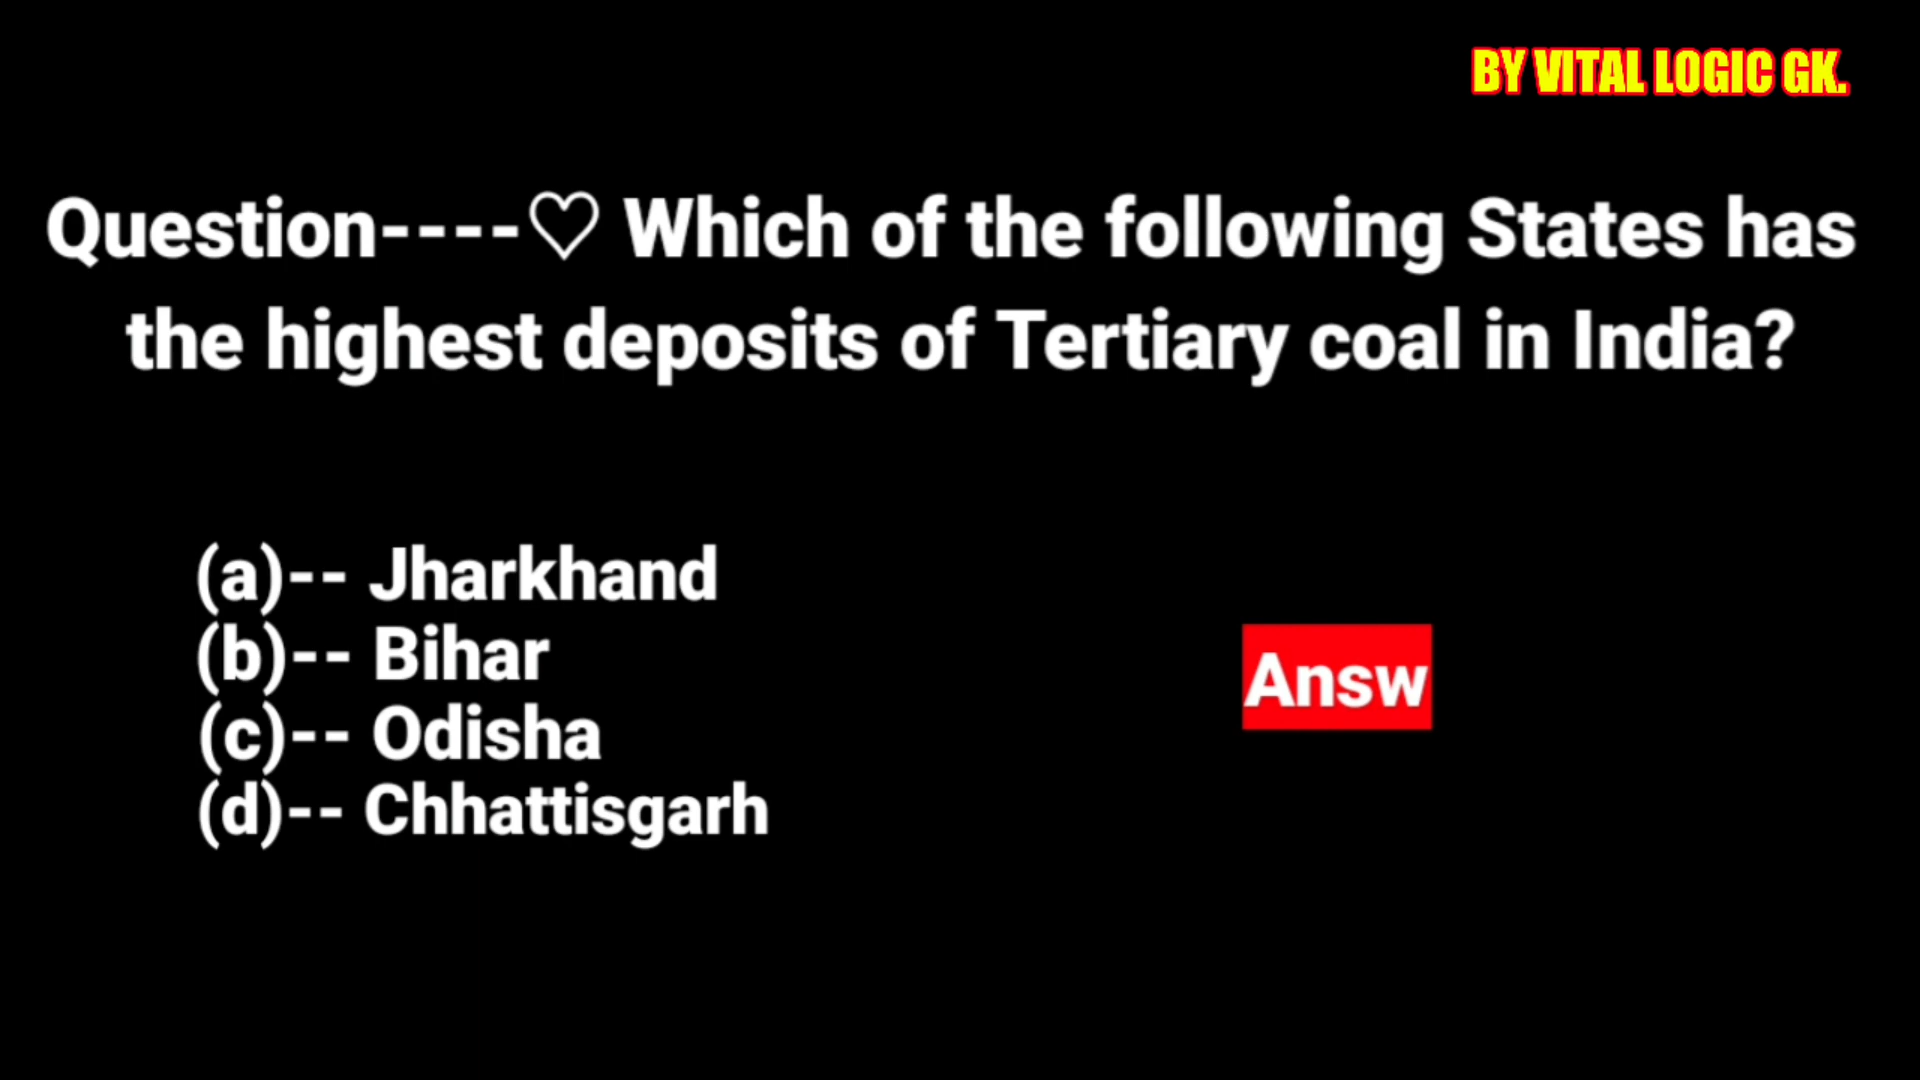 BY VITAL LOGIC GK.
Question----♡ Which of the following States has
the highest deposits of Tertiary coal in India?
(a)-- Jharkhand
(b)-- Bihar
(c)-- Odisha
(d)-- Chhattisgarh
Answ